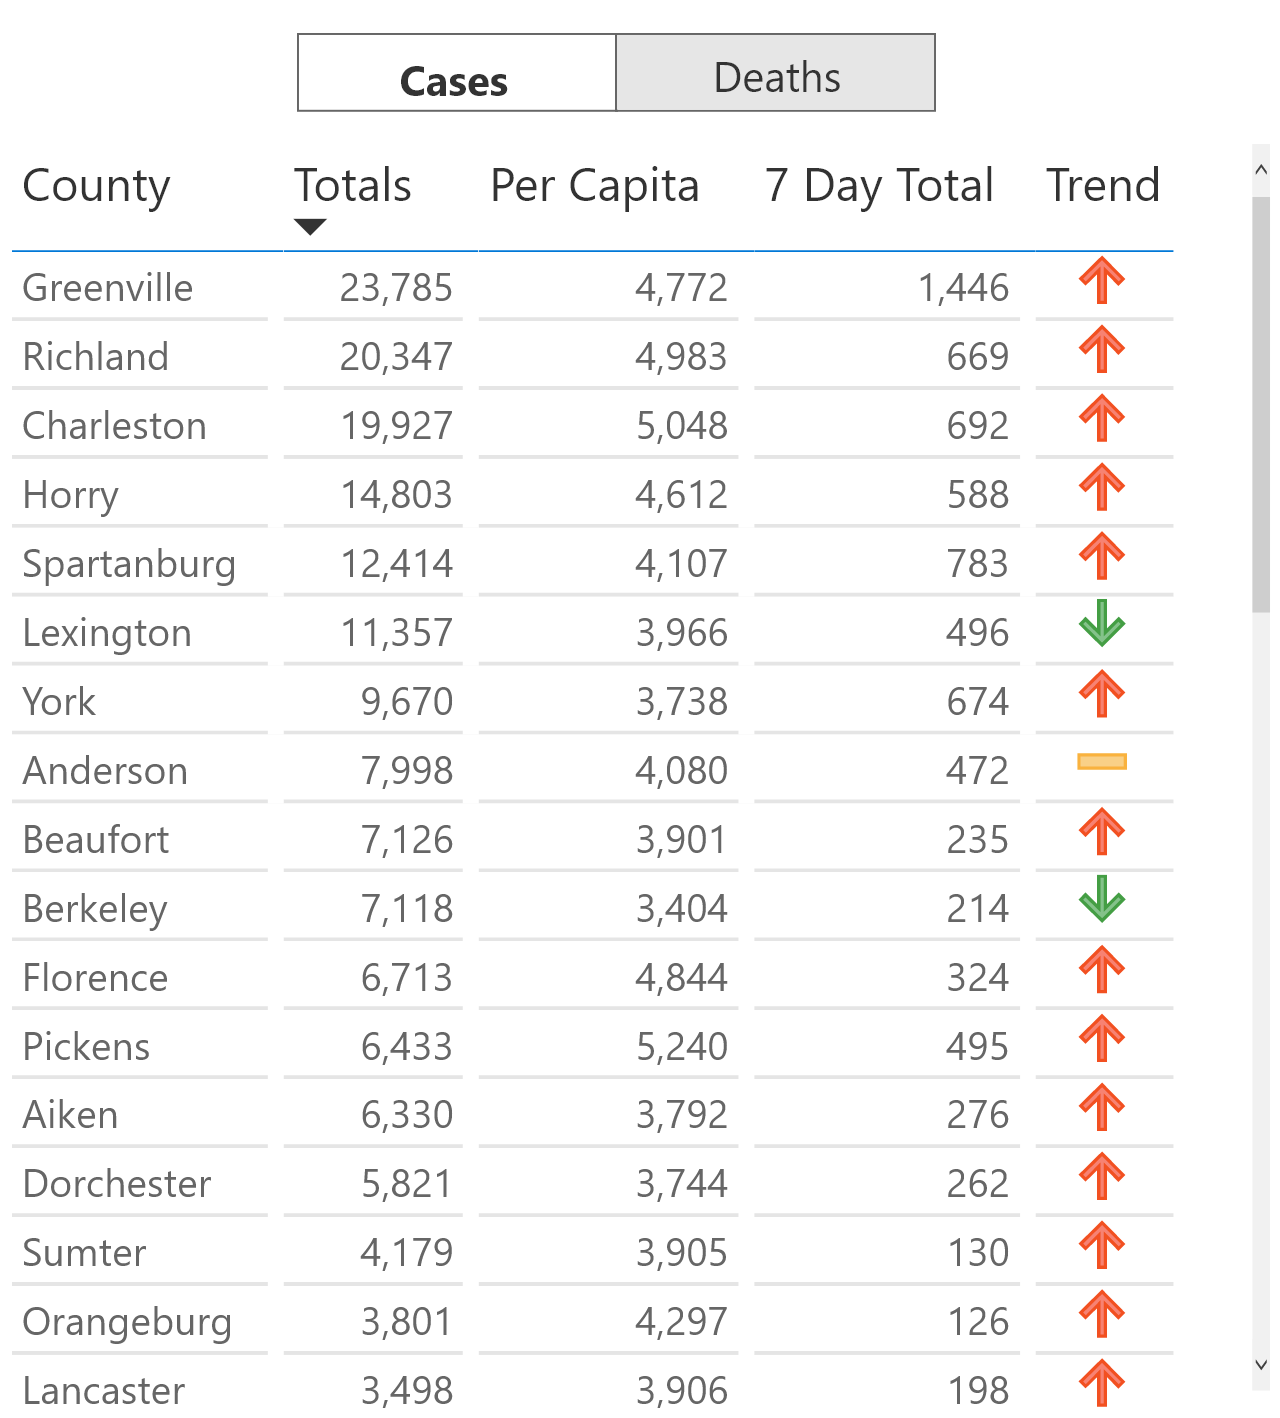 Cases Deaths
County Totals Per Capita 7 Day Total Trend
Greenville 23,785 4,772 1,446
Richland 20,347 4,983 669
Charleston 19,927 5,048 692
Horry 14,803 4,612 588
Spartanburg 12,414 4,107 783
Lexington 11,357 3,966 496
York 9,670 3,738 674
Anderson 7,998 4,080 472
Beaufort 7,126 3,901 235
Berkeley 7,118 3,404 214
Florence 6,713 4,844 324
Pickens 6,433 5,240 495
Aiken 6,330 3,792 276
Dorchester 5,821 3,744 262
Sumter 4,179 3,905 130
Orangeburg 3,801 4,297 126
Lancaster 3,498 3,906 198